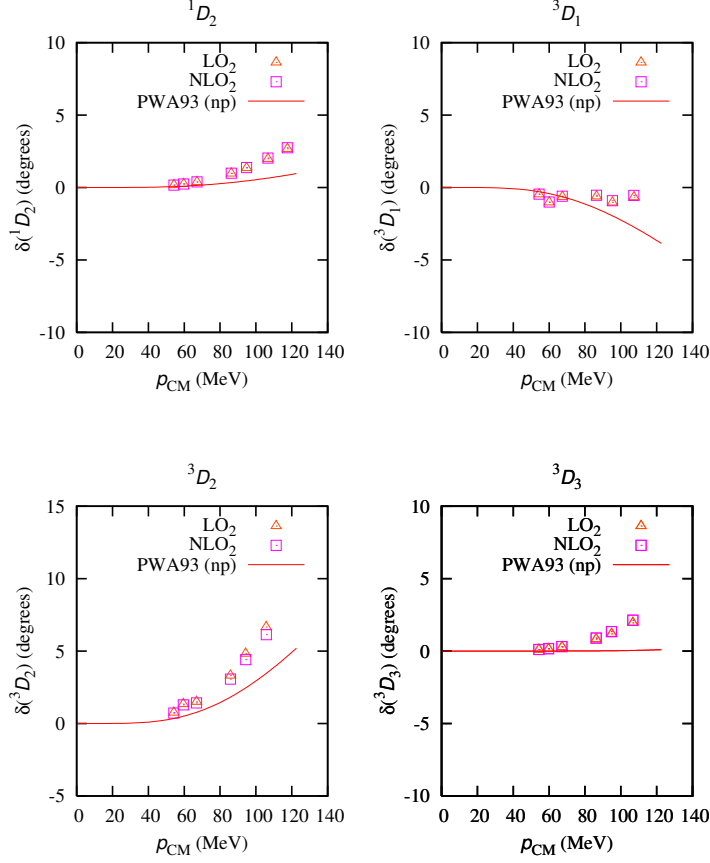 ¹D₂
10
5
0
-5
-10
0 20 40 60 80 100 120 140
δ(¹D₂) (degrees)
p_CM (MeV)
LO₂
NLO₂
PWA93 (np)
³D₁
10
5
0
-5
-10
0 20 40 60 80 100 120 140
δ(³D₁) (degrees)
p_CM (MeV)
LO₂
NLO₂
PWA93 (np)
³D₂
15
10
5
0
-5
0 20 40 60 80 100 120 140
δ(³D₂) (degrees)
p_CM (MeV)
LO₂
NLO₂
PWA93 (np)
³D₃
10
5
0
-5
-10
0 20 40 60 80 100 120 140
δ(³D₃) (degrees)
p_CM (MeV)
LO₂
NLO₂
PWA93 (np)